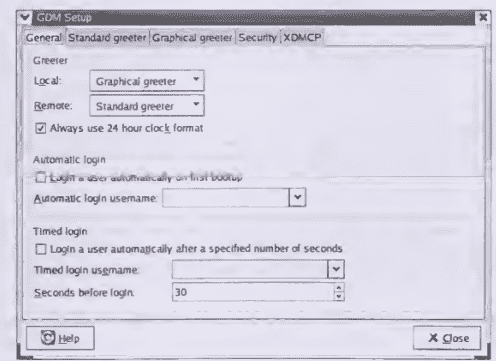 GDM Setup
General Standard greeter Graphical greeter Security XDMCP
Greeter
Local: Graphical greeter
Remote: Standard greeter
Always use 24 hour clock format
Automatic login
Login a user automatically on first bootup
Automatic login username:
Timed login
Login a user automatically after a specified number of seconds
Timed login username:
Seconds before login: 30
Help
Close